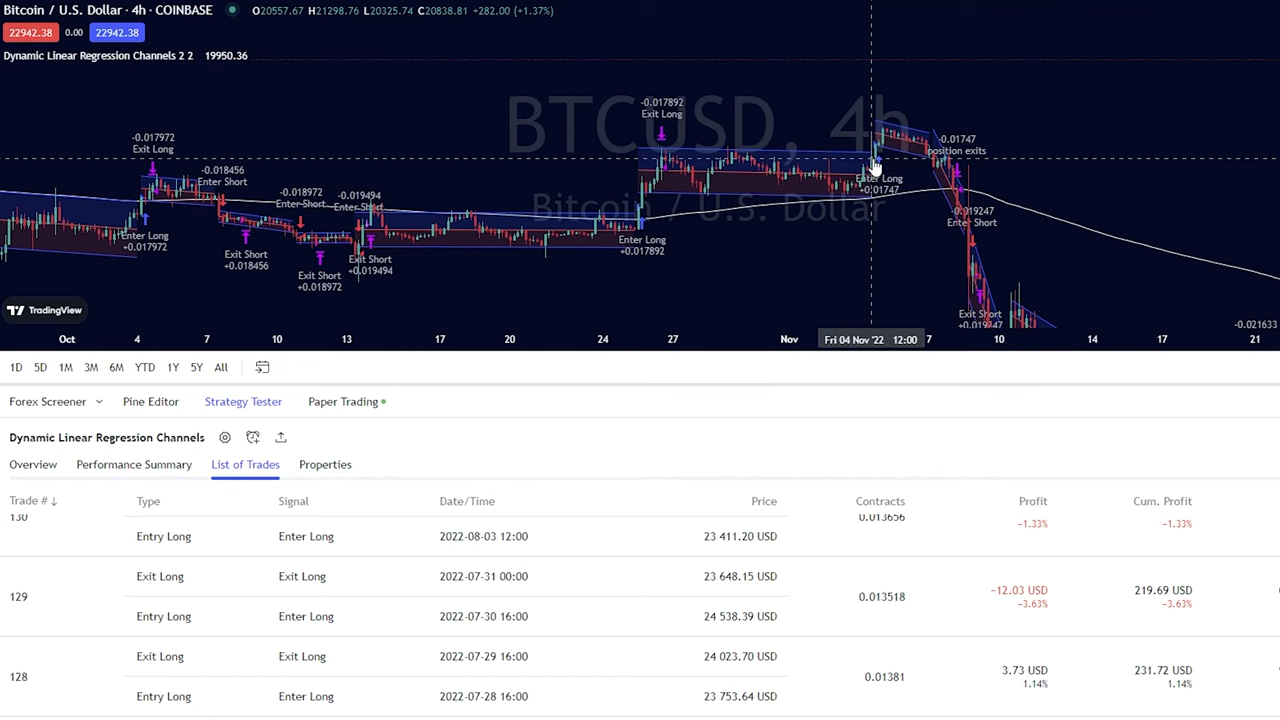 Bitcoin / U.S. Dollar · 4h · COINBASE O20557.67 H21298.76 L20325.74 C20838.81 +282.00 (+1.37%)
22942.38 0.00 22942.38
Dynamic Linear Regression Channels 2 2 19950.36
BTCUSD, 4h
Bitcoin / U.S. Dollar
-0.017972
Exit Long
-0.018456
Enter Short
-0.018972
Enter Short
-0.019494
Enter Short
-0.017892
Exit Long
-0.01747
position exits
Enter Long
+0.01747
-0.019247
Enter Short
Enter Long
+0.017972
Exit Short
+0.018456
Exit Short
+0.018972
Exit Short
+0.019494
Enter Long
+0.017892
Exit Short
+0.019247
-0.021633
TradingView
Oct 4 7 10 13 17 20 24 27 Nov Fri 04 Nov '22 12:00 7 10 14 17 21
1D 5D 1M 3M 6M YTD 1Y 5Y All
Forex Screener Pine Editor Strategy Tester Paper Trading
Dynamic Linear Regression Channels
Overview Performance Summary List of Trades Properties
Trade # ↓ Type Signal Date/Time Price Contracts Profit Cum. Profit
130 0.013656 −1.33% −1.33%
Entry Long Enter Long 2022-08-03 12:00 23 411.20 USD
Exit Long Exit Long 2022-07-31 00:00 23 648.15 USD
129 0.013518 −12.03 USD 219.69 USD
−3.63% −3.63%
Entry Long Enter Long 2022-07-30 16:00 24 538.39 USD
Exit Long Exit Long 2022-07-29 16:00 24 023.70 USD
128 0.01381 3.73 USD 231.72 USD
1.14% 1.14%
Entry Long Enter Long 2022-07-28 16:00 23 753.64 USD